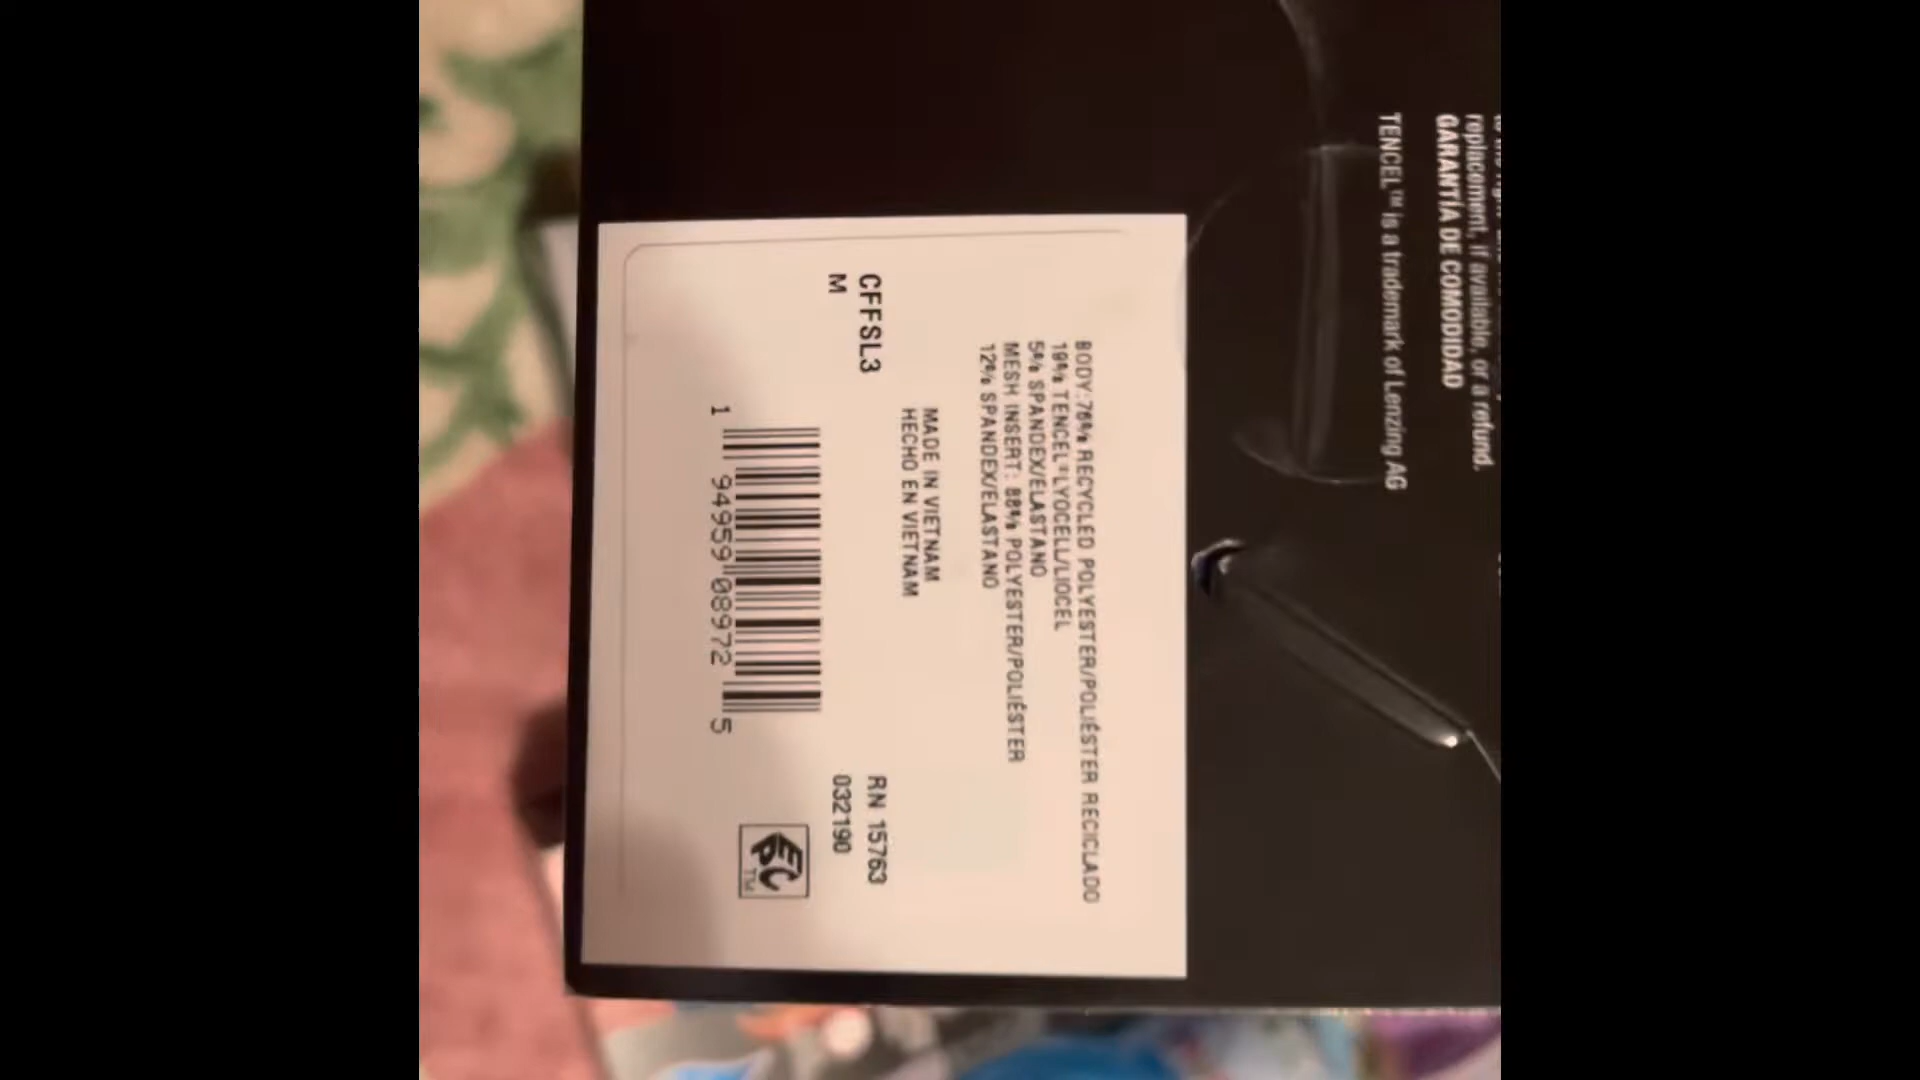 replacement, if available, or a refund.
GARANTÍA DE COMODIDAD
TENCEL™ is a trademark of Lenzing AG
BODY:76% RECYCLED POLYESTER/POLIÉSTER RECICLADO
19% TENCEL™LYOCELL/LIOCEL
5% SPANDEX/ELASTANO
MESH INSERT: 88% POLYESTER/POLIÉSTER
12% SPANDEX/ELASTANO
MADE IN VIETNAM
HECHO EN VIETNAM
CFFSL3
M
RN 15763
032190
1 94959 08972 5
EPC
TM